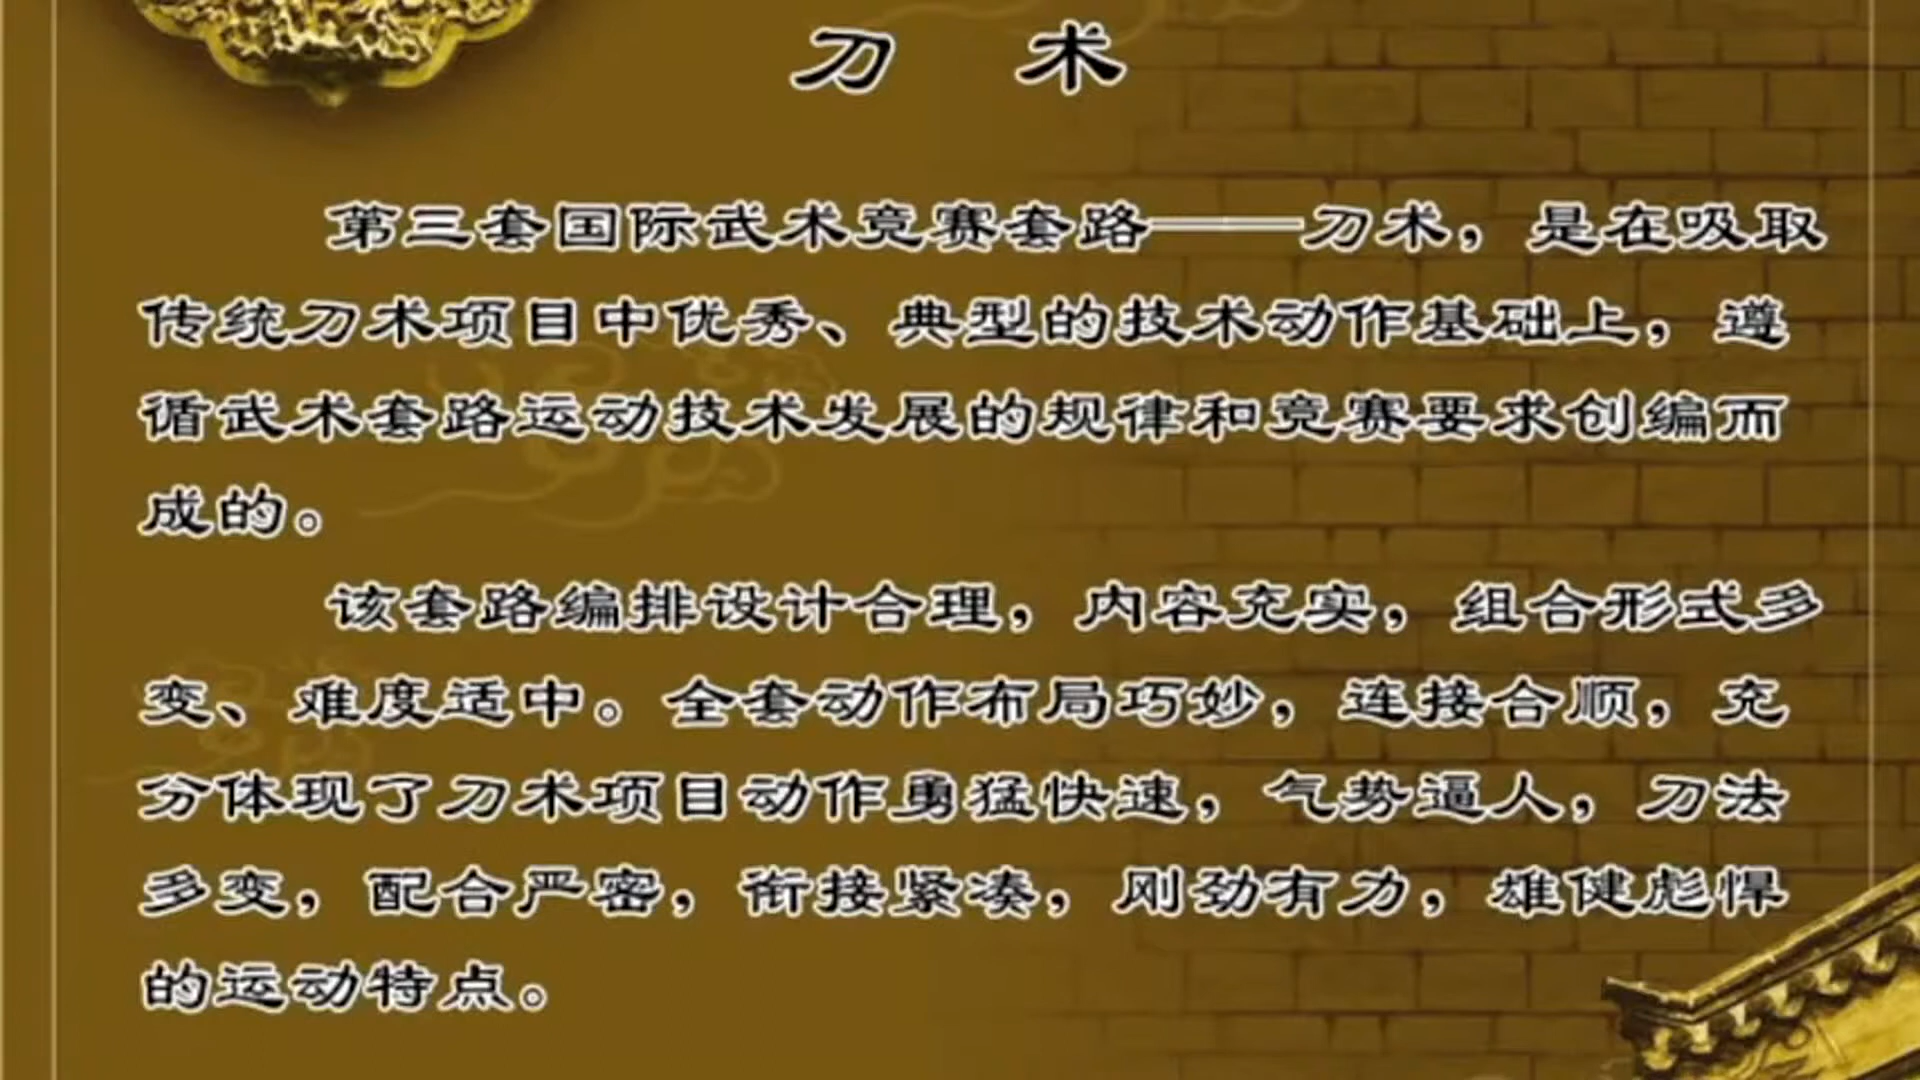 刀 术
第三套国际武术竞赛套路——刀术，是在吸取
传统刀术项目中优秀、典型的技术动作基础上，遵
循武术套路运动技术发展的规律和竞赛要求创编而
成的。
该套路编排设计合理，内容充实，组合形式多
变、难度适中。全套动作布局巧妙，连接合顺，充
分体现了刀术项目动作勇猛快速，气势逼人，刀法
多变，配合严密，衔接紧凑，刚劲有力，雄健彪悍
的运动特点。